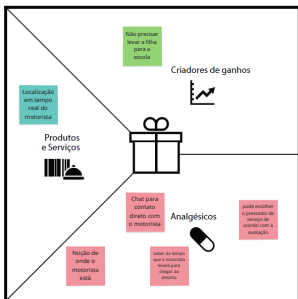 Não precisar
levar a filha
para a
escola
Criadores de ganhos
Localização
em tempo
real do
motorista
Produtos
e Serviços
Chat para
contato
direto com
o motorista
Analgésicos
pode escolher
o prestador de
serviço de
acordo com a
avaliação
Noção de
onde o
motorista
está
saber do tempo
que o motorista
levará para
chegar ao
destino